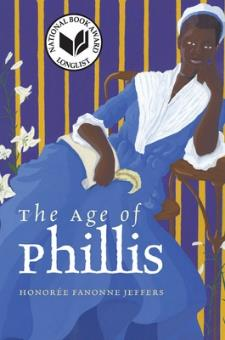 NATIONAL BOOK AWARD
LONGLIST
The Age of
Phillis
HONORÉE FANONNE JEFFERS